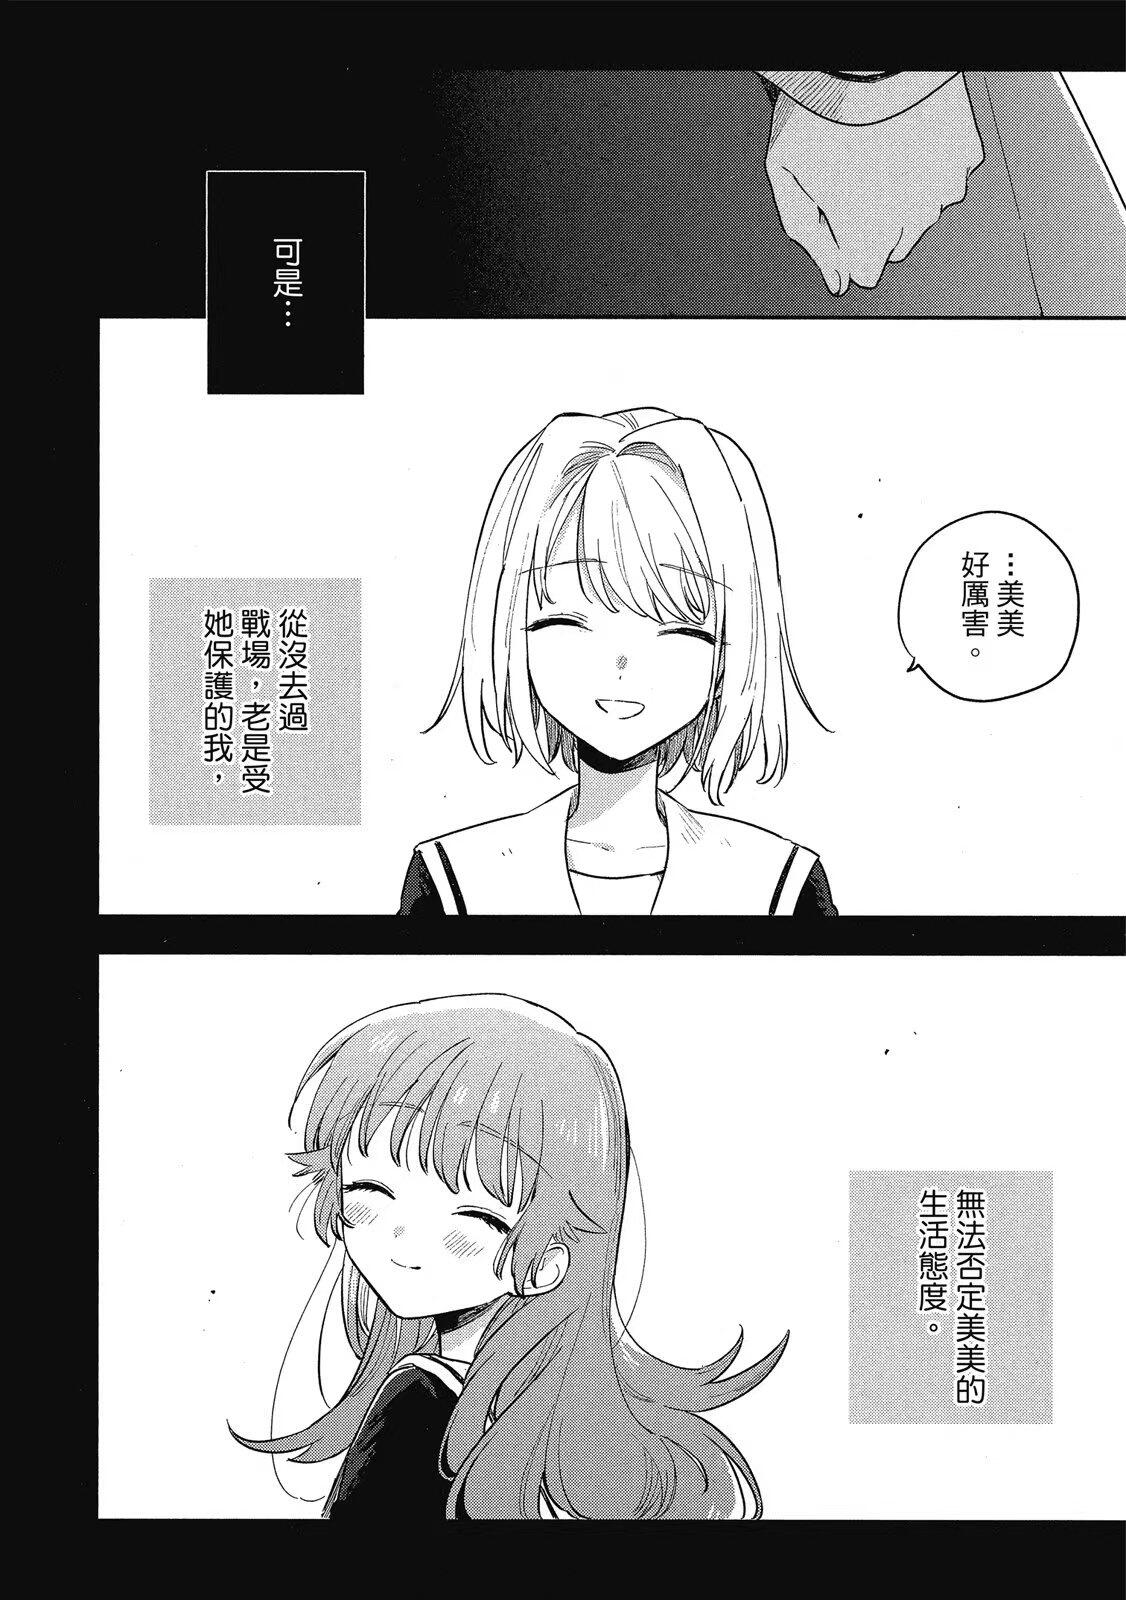 可是…
…美美
好厲害。
從沒去過
戰場，老是受
她保護的我，
無法否定美美的
生活態度。